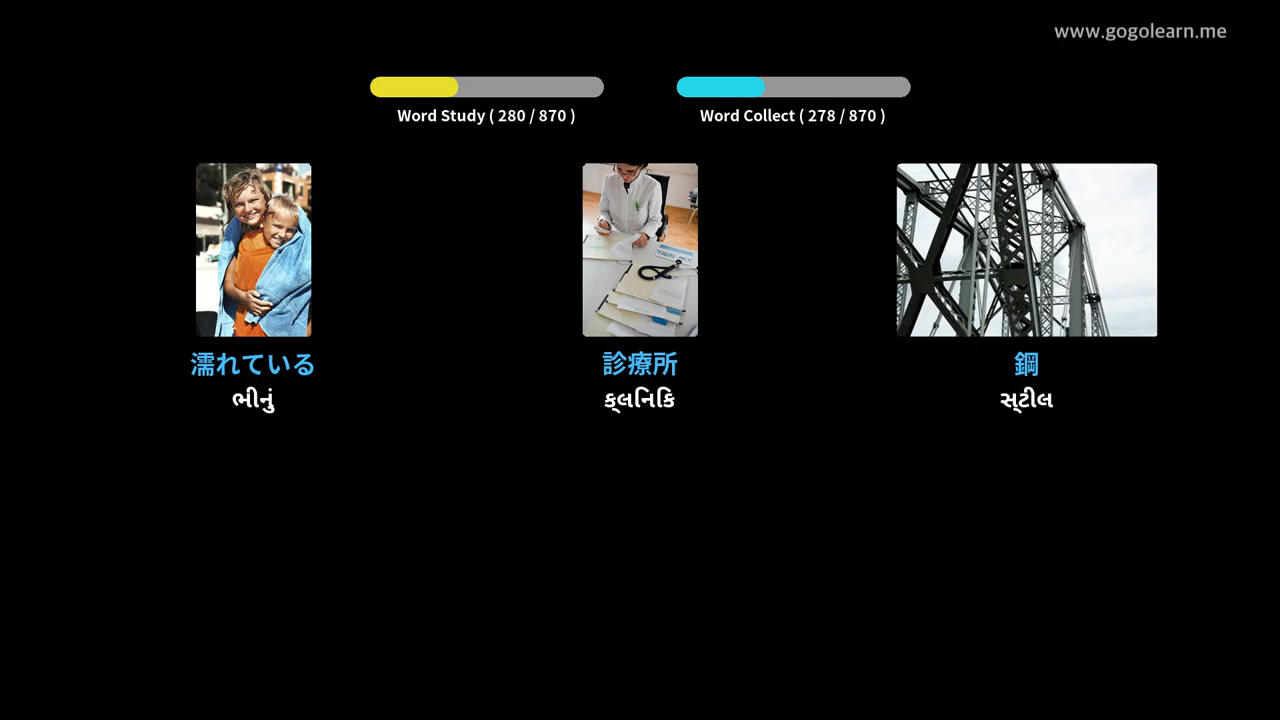 www.gogolearn.me
Word Study ( 280 / 870 )
Word Collect ( 278 / 870 )
濡れている
診療所
鋼
ભીનું
ક્લિનિક
સ્ટીલ